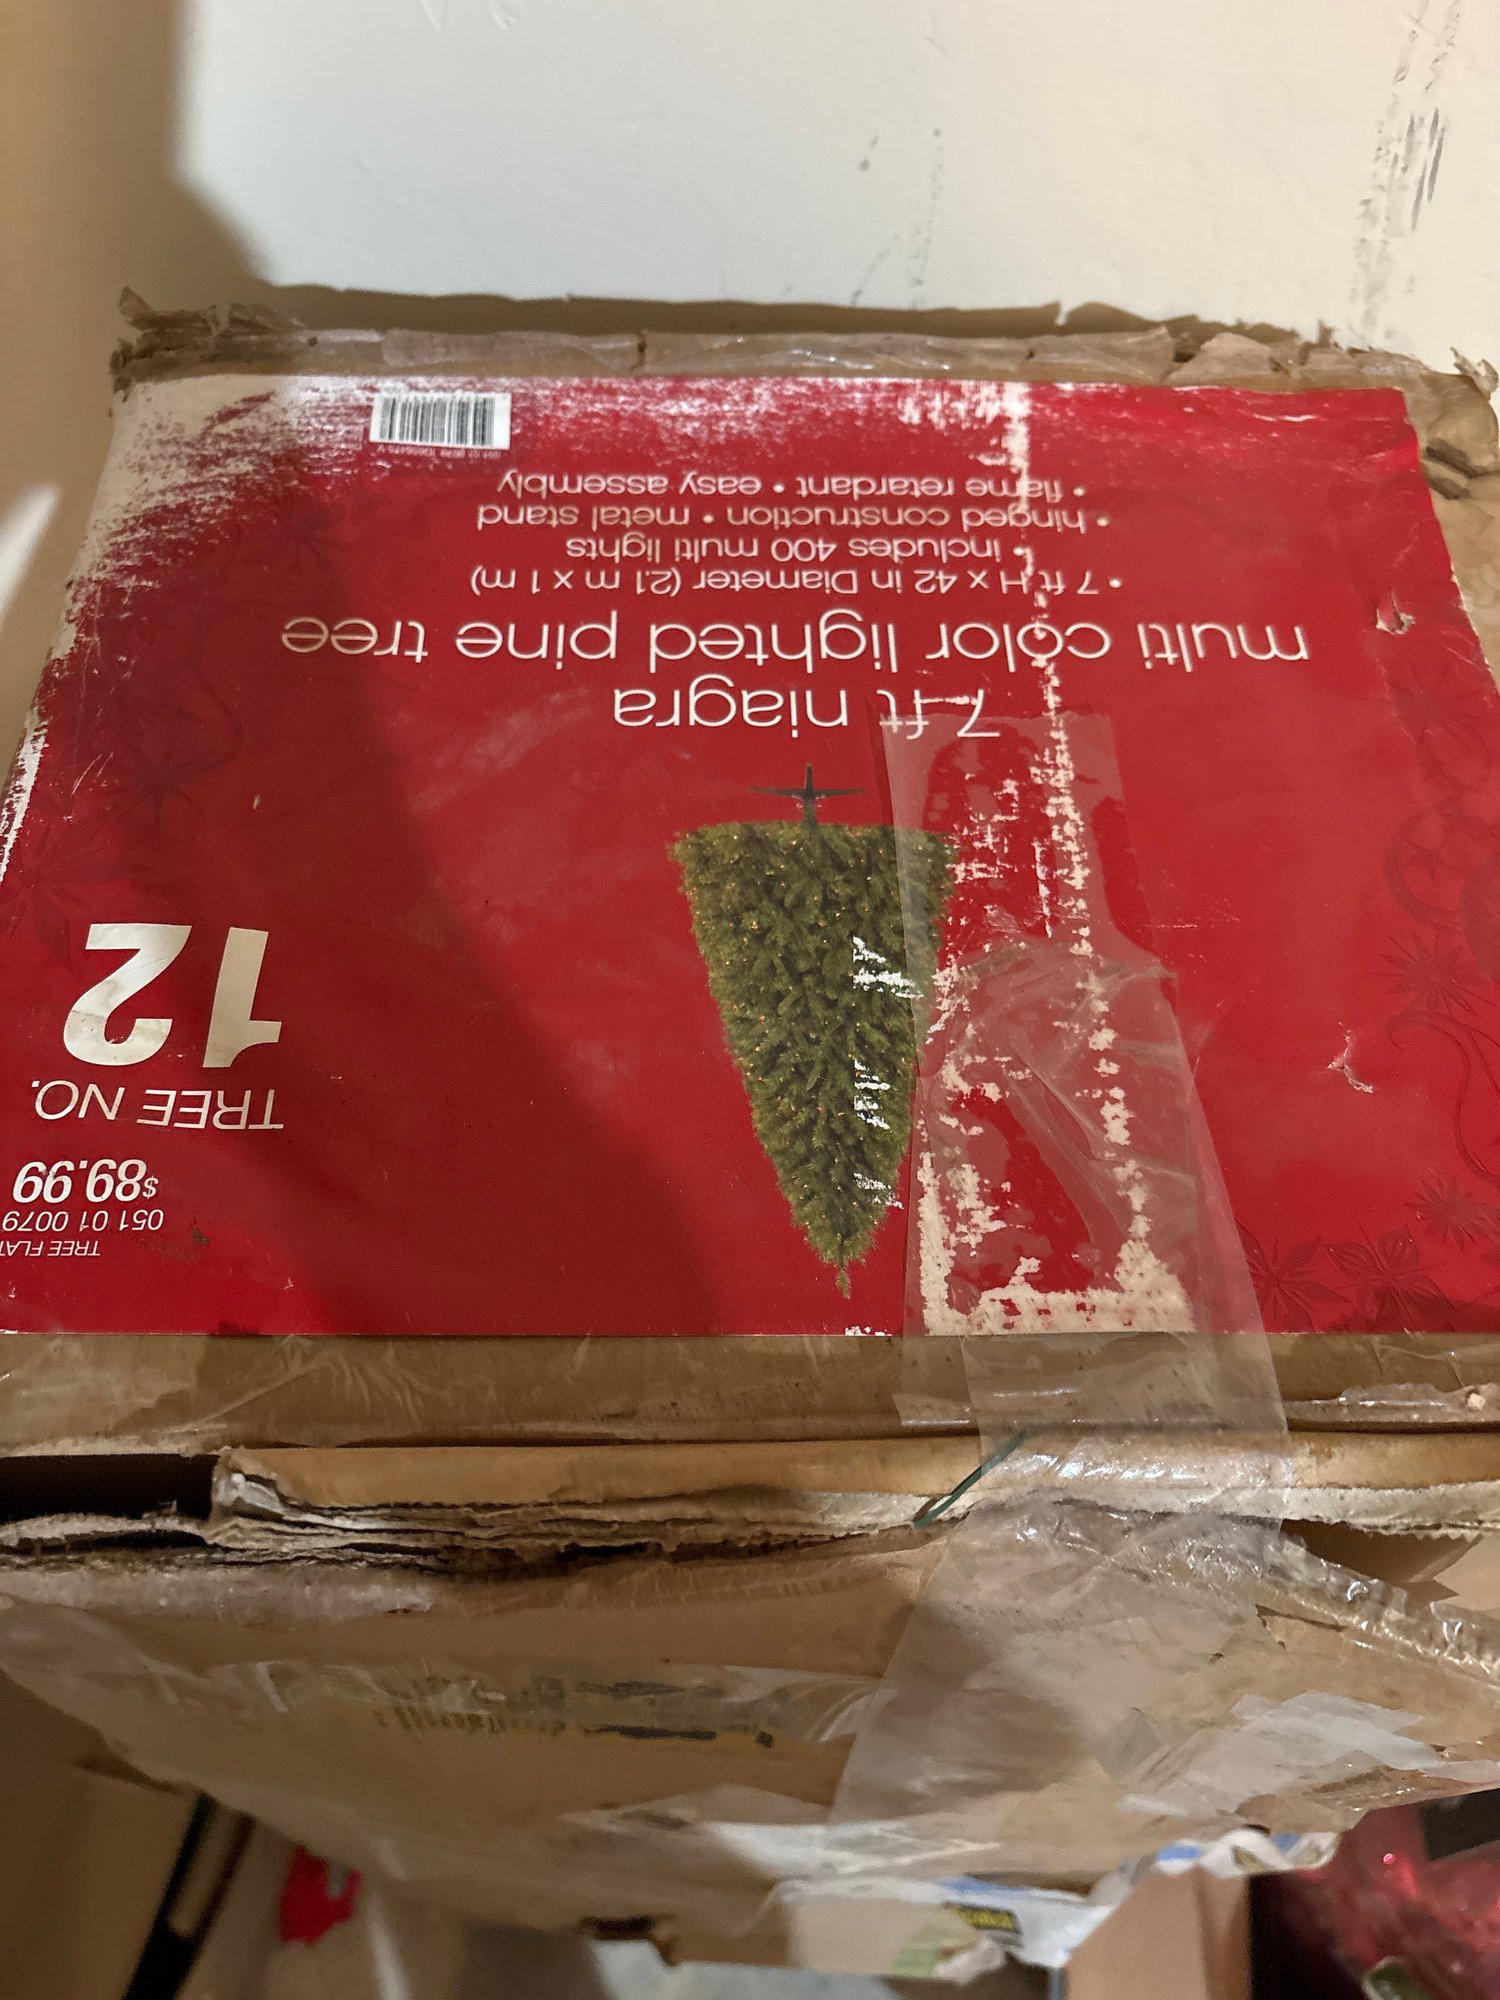 TREE FLAT
051 01 0079
$89.99
TREE NO.
12
7-ft niagra
multi color lighted pine tree
• 7 ft H x 42 in Diameter (2.1 m x 1 m)
• includes 400 multi lights
• hinged construction • metal stand
• flame retardant • easy assembly